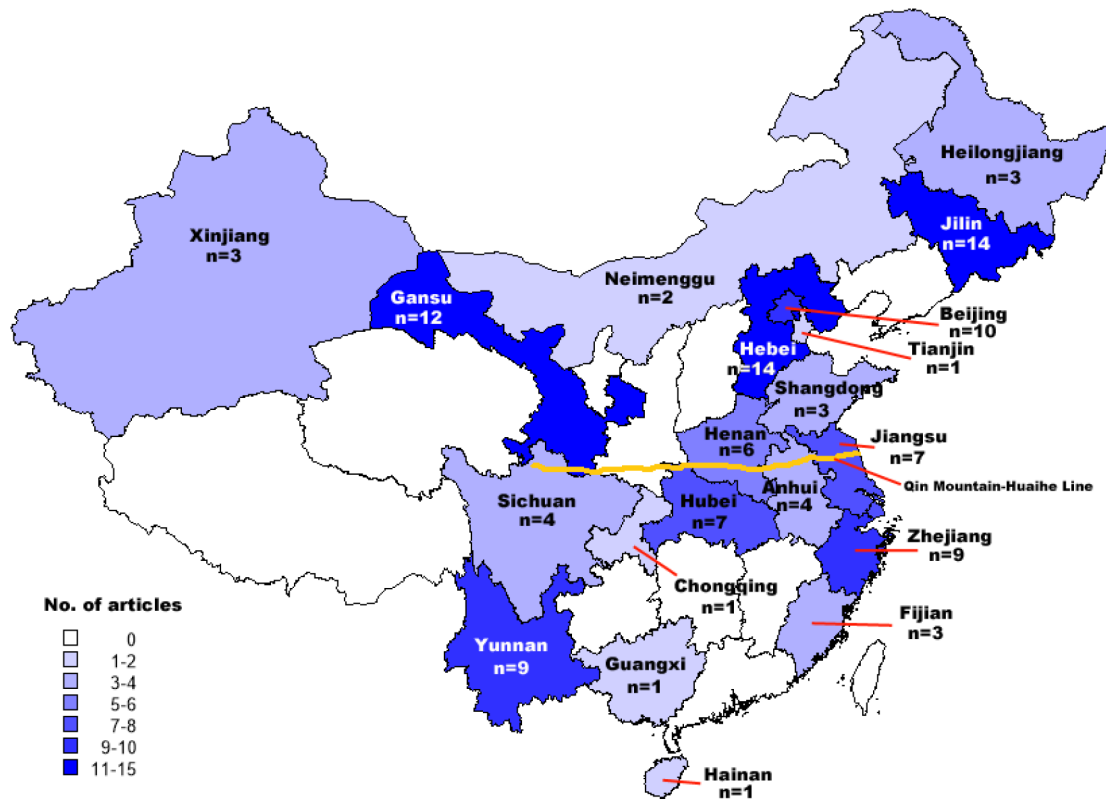 Heilongjiang
n=3
Jilin
n=14
Xinjiang
n=3
Neimenggu
n=2
Gansu
n=12
Beijing
n=10
Hebei
n=14
Tianjin
n=1
Shangdong
n=3
Henan
n=6
Jiangsu
n=7
Qin Mountain-Huaihe Line
Sichuan
n=4
Hubei
n=7
Anhui
n=4
Zhejiang
n=9
Chongqing
n=1
Fijian
n=3
Yunnan
n=9
Guangxi
n=1
Hainan
n=1
No. of articles
0
1-2
3-4
5-6
7-8
9-10
11-15